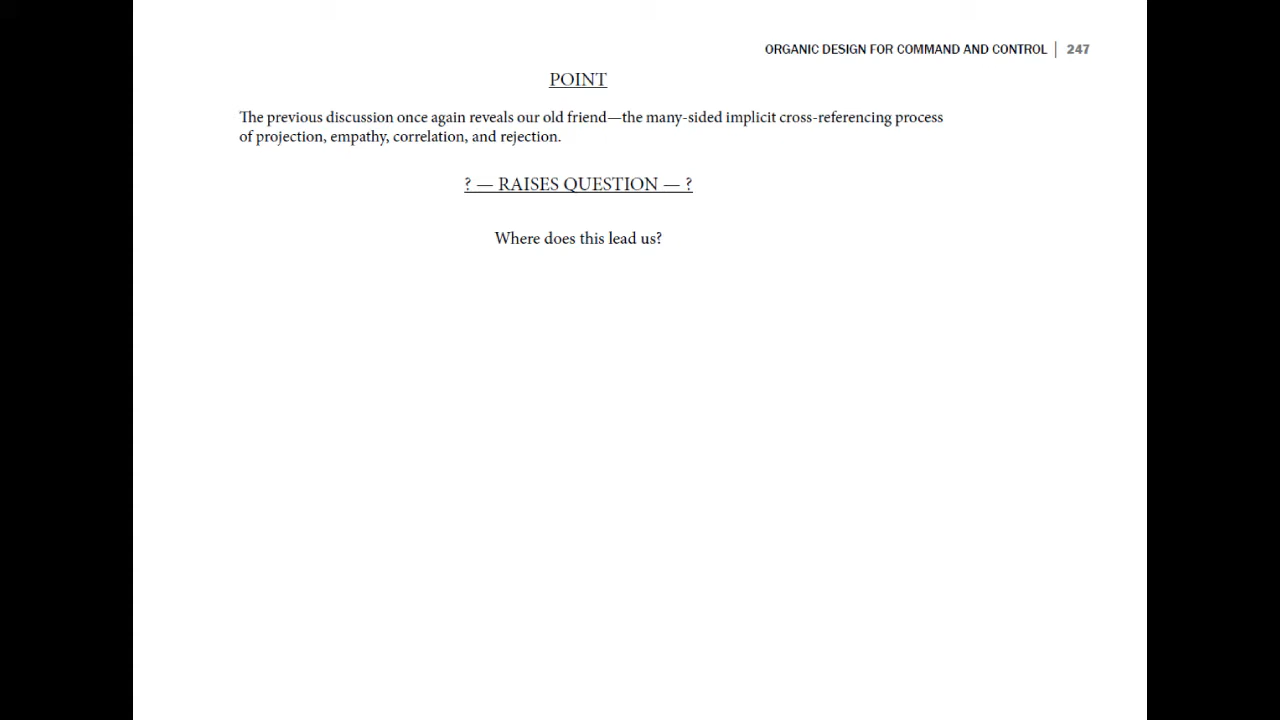 ORGANIC DESIGN FOR COMMAND AND CONTROL | 247
POINT
The previous discussion once again reveals our old friend—the many-sided implicit cross-referencing process
of projection, empathy, correlation, and rejection.
? — RAISES QUESTION — ?
Where does this lead us?